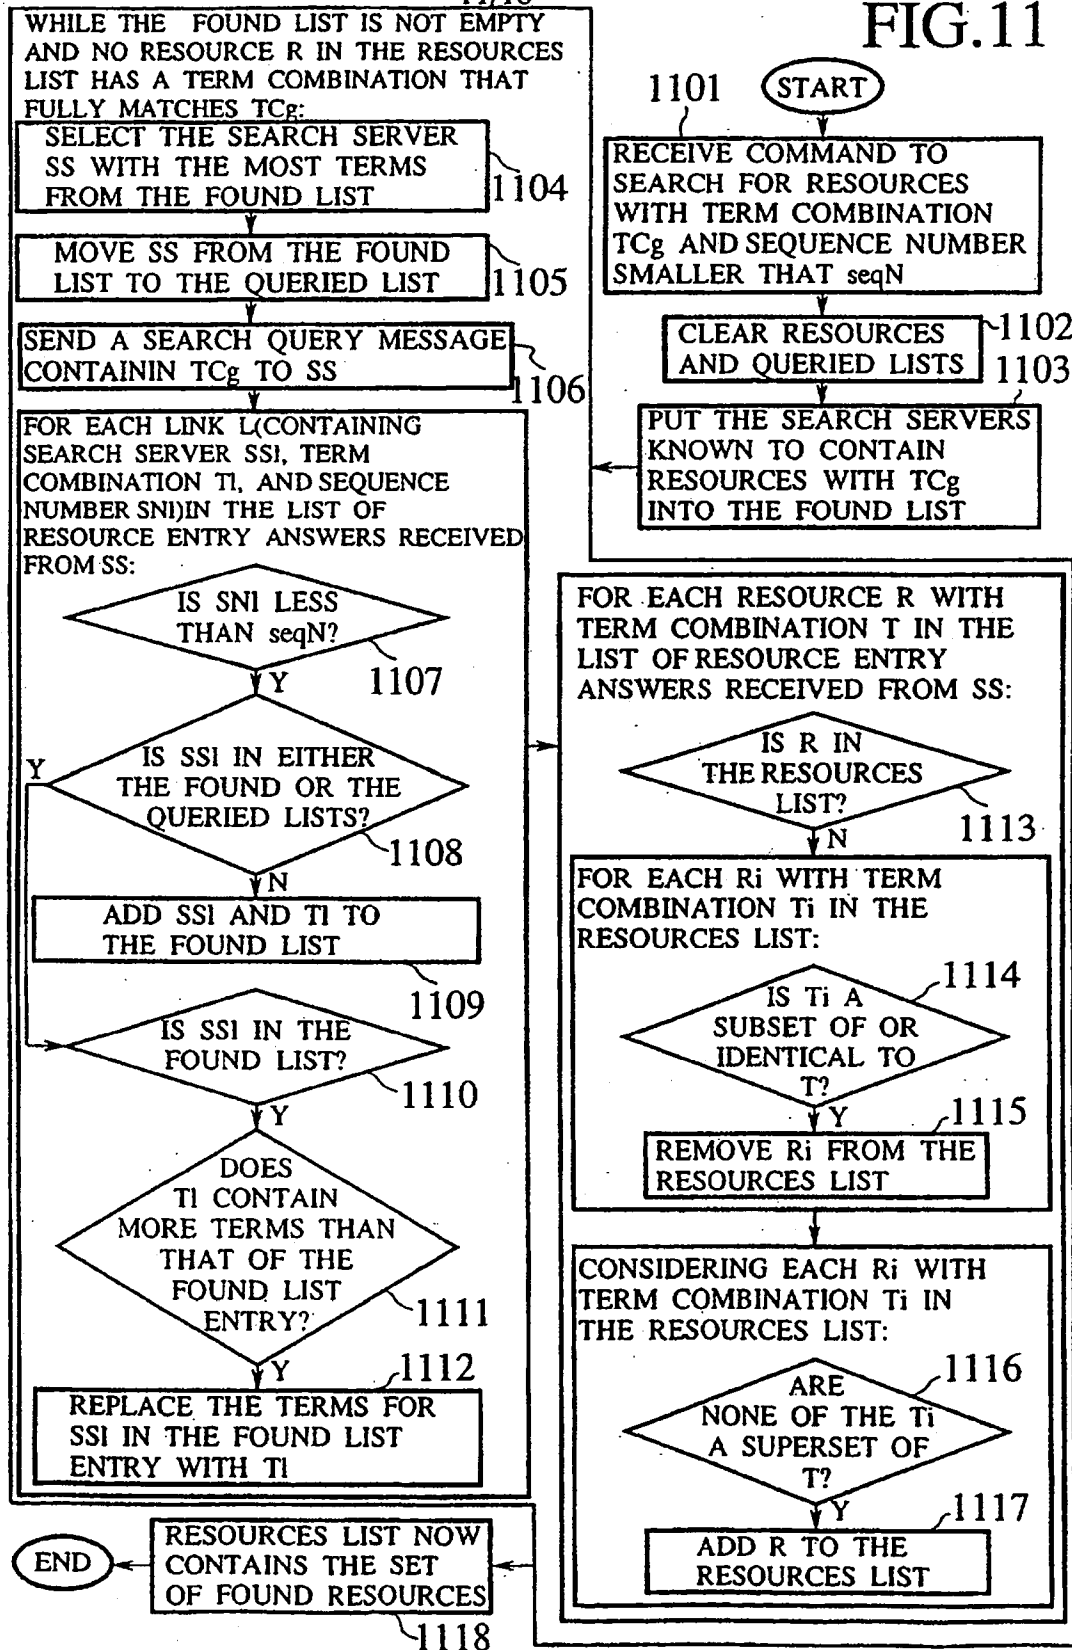 FIG.11
START
1101
RECEIVE COMMAND TO
SEARCH FOR RESOURCES
WITH TERM COMBINATION
TCg AND SEQUENCE NUMBER
SMALLER THAT seqN
CLEAR RESOURCES
AND QUERIED LISTS
1102
1103
PUT THE SEARCH SERVERS
KNOWN TO CONTAIN
RESOURCES WITH TCg
INTO THE FOUND LIST
WHILE THE FOUND LIST IS NOT EMPTY
AND NO RESOURCE R IN THE RESOURCES
LIST HAS A TERM COMBINATION THAT
FULLY MATCHES TCg:
SELECT THE SEARCH SERVER
SS WITH THE MOST TERMS
FROM THE FOUND LIST
1104
MOVE SS FROM THE FOUND
LIST TO THE QUERIED LIST
1105
SEND A SEARCH QUERY MESSAGE
CONTAININ TCg TO SS
1106
FOR EACH LINK L(CONTAINING
SEARCH SERVER SSl, TERM
COMBINATION Tl, AND SEQUENCE
NUMBER SNl)IN THE LIST OF
RESOURCE ENTRY ANSWERS RECEIVED
FROM SS:
IS SNl LESS
THAN seqN?
1107
Y
IS SSl IN EITHER
THE FOUND OR THE
QUERIED LISTS?
Y
1108
N
ADD SSl AND Tl TO
THE FOUND LIST
1109
IS SSl IN THE
FOUND LIST?
1110
Y
DOES
Tl CONTAIN
MORE TERMS THAN
THAT OF THE
FOUND LIST
ENTRY?
1111
Y
1112
REPLACE THE TERMS FOR
SSl IN THE FOUND LIST
ENTRY WITH Tl
FOR EACH RESOURCE R WITH
TERM COMBINATION T IN THE
LIST OF RESOURCE ENTRY
ANSWERS RECEIVED FROM SS:
IS R IN
THE RESOURCES
LIST?
1113
N
FOR EACH Ri WITH TERM
COMBINATION Ti IN THE
RESOURCES LIST:
1114
IS Ti A
SUBSET OF OR
IDENTICAL TO
T?
Y
1115
REMOVE Ri FROM THE
RESOURCES LIST
CONSIDERING EACH Ri WITH
TERM COMBINATION Ti IN
THE RESOURCES LIST:
1116
ARE
NONE OF THE Ti
A SUPERSET OF
T?
Y
1117
ADD R TO THE
RESOURCES LIST
RESOURCES LIST NOW
CONTAINS THE SET
OF FOUND RESOURCES
1118
END